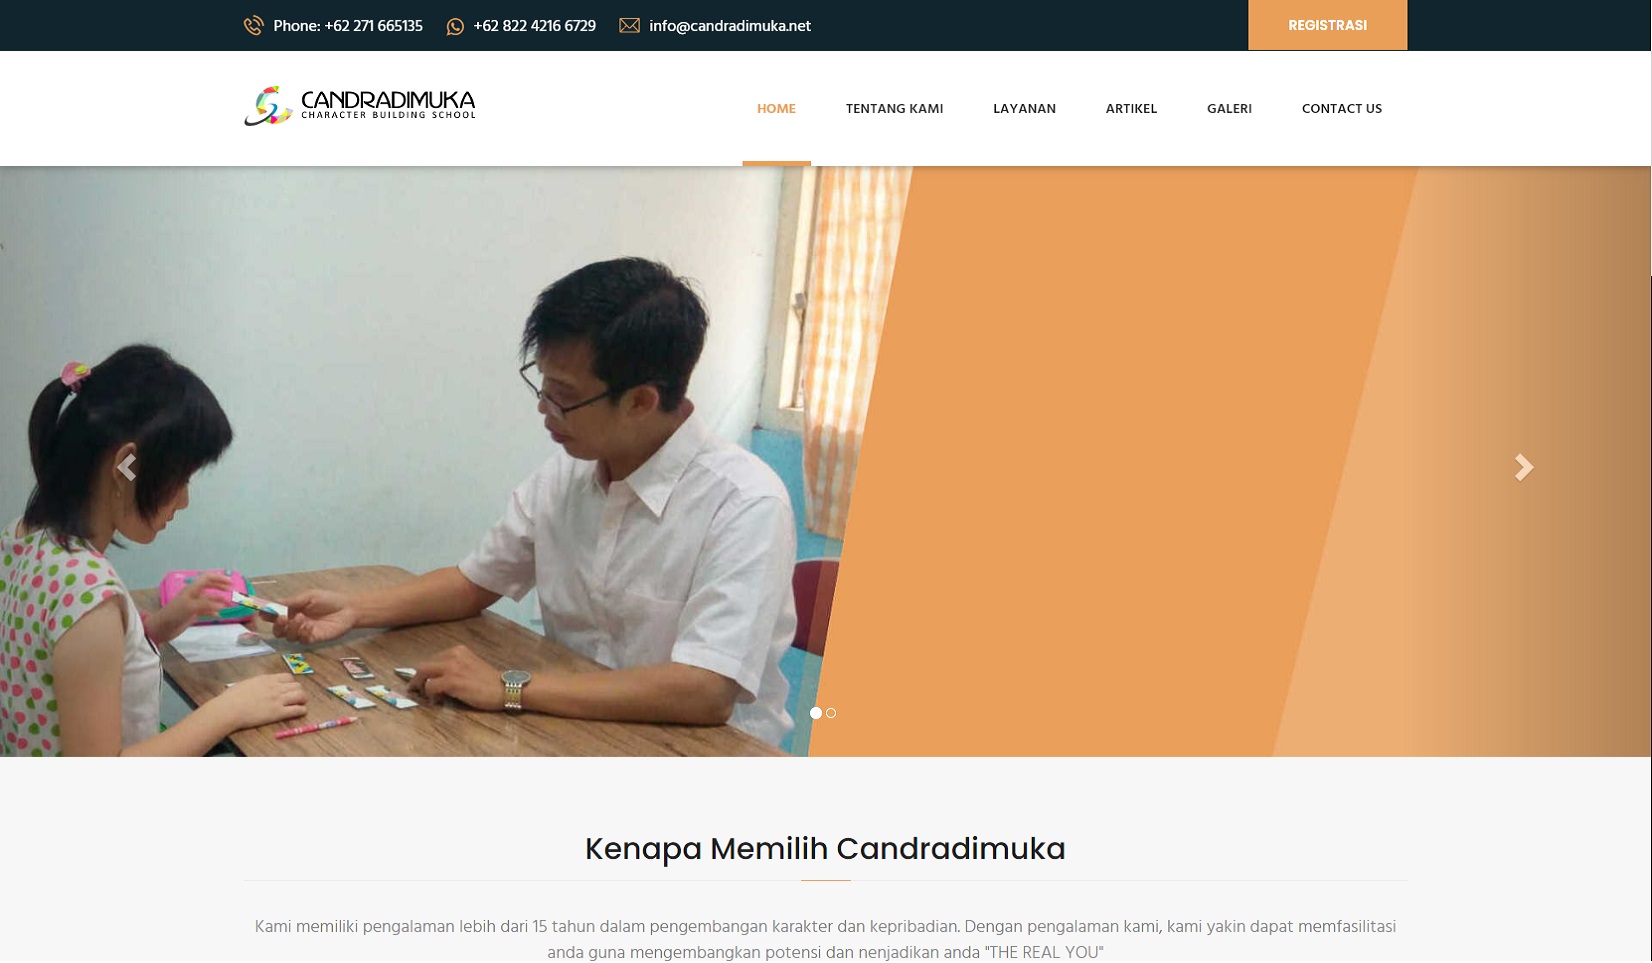 Phone: +62 271 665135 +62 822 4216 6729 info@candradimuka.net REGISTRASI
CANDRADIMUKA
CHARACTER BUILDING SCHOOL
HOME TENTANG KAMI LAYANAN ARTIKEL GALERI CONTACT US
Kenapa Memilih Candradimuka
Kami memiliki pengalaman lebih dari 15 tahun dalam pengembangan karakter dan kepribadian. Dengan pengalaman kami, kami yakin dapat memfasilitasi
anda guna mengembangkan potensi dan nenjadikan anda "THE REAL YOU"